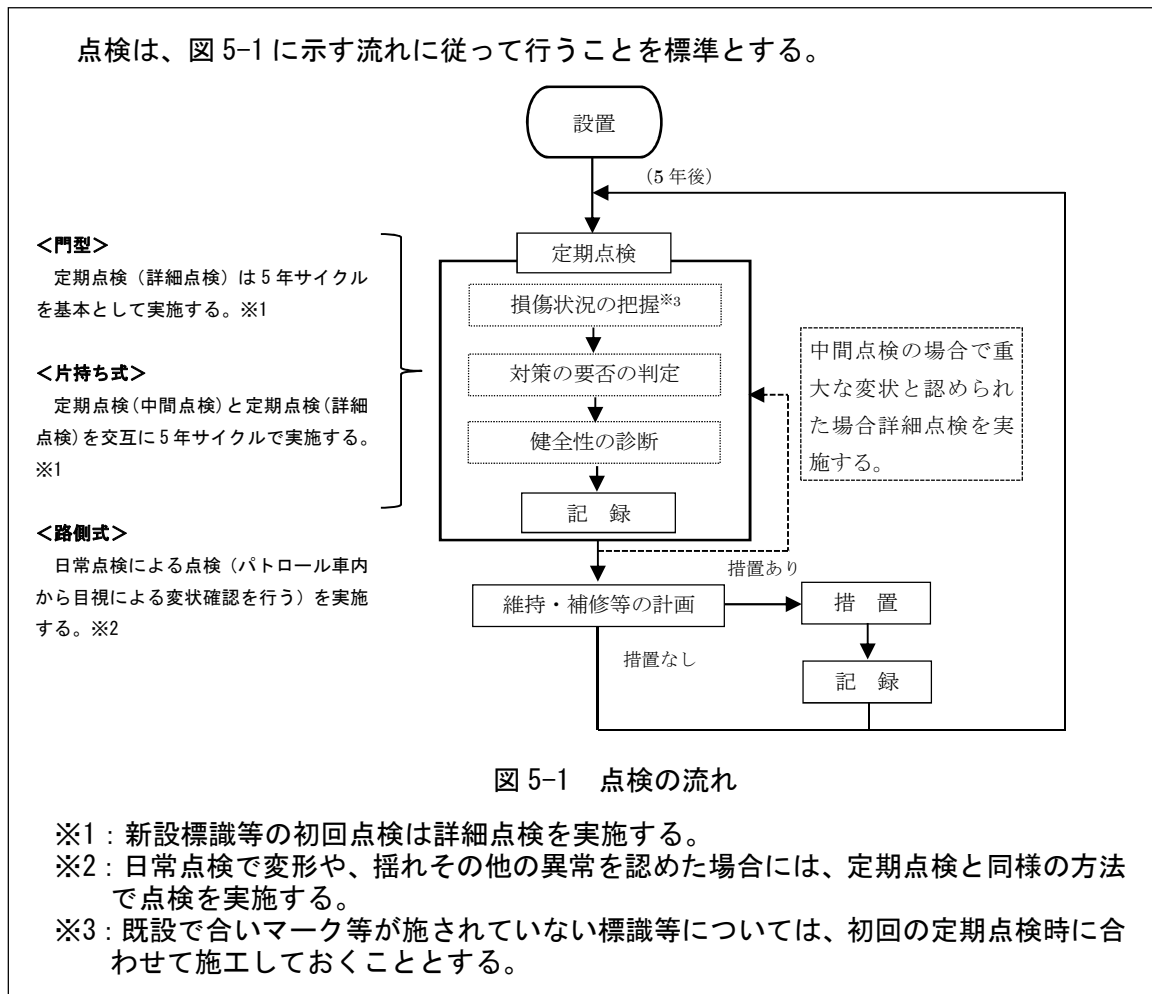 点検は、図 5-1 に示す流れに従って行うことを標準とする。
設置
(5 年後)
＜門型＞
定期点検（詳細点検）は 5 年サイクル
を基本として実施する。※1
＜片持ち式＞
定期点検(中間点検)と定期点検(詳細
点検)を交互に 5 年サイクルで実施する。
※1
＜路側式＞
日常点検による点検（パトロール車内
から目視による変状確認を行う）を実施
する。※2
定期点検
損傷状況の把握※3
対策の要否の判定
健全性の診断
記　録
中間点検の場合で重
大な変状と認められ
た場合詳細点検を実
施する。
措置あり
維持・補修等の計画
措　置
措置なし
記　録
図 5-1　点検の流れ
※1：新設標識等の初回点検は詳細点検を実施する。
※2：日常点検で変形や、揺れその他の異常を認めた場合には、定期点検と同様の方法
で点検を実施する。
※3：既設で合いマーク等が施されていない標識等については、初回の定期点検時に合
わせて施工しておくこととする。